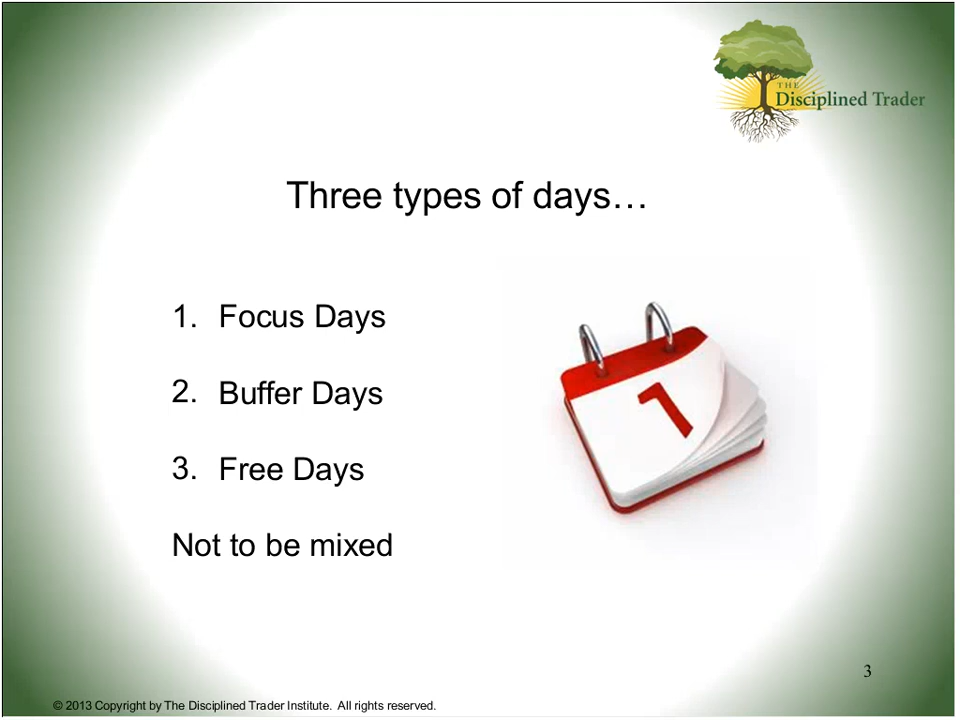 THE
Disciplined Trader
Three types of days…
1. Focus Days
2. Buffer Days
3. Free Days
Not to be mixed
1
3
© 2013 Copyright by The Disciplined Trader Institute. All rights reserved.